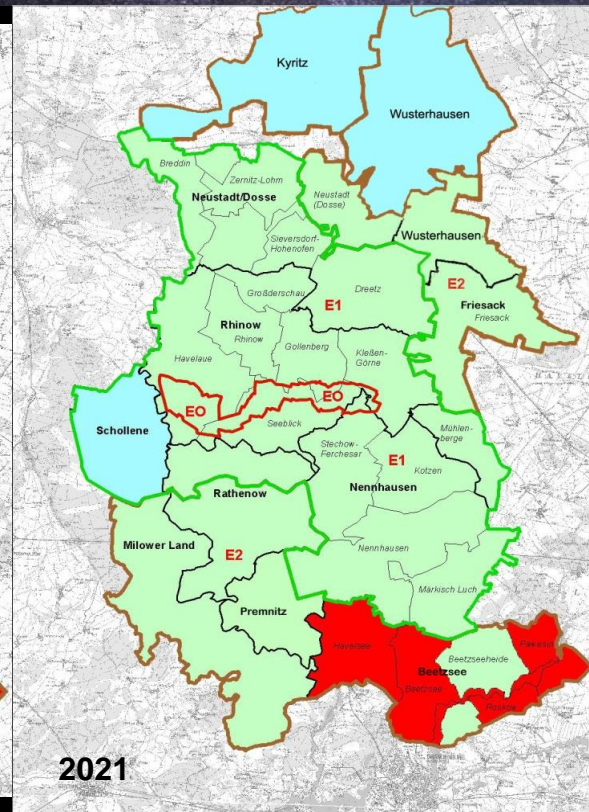 Kyritz
Wusterhausen
Breddin
Zernitz-Lohm
Neustadt/Dosse
Neustadt
(Dosse)
Sieversdorf-
Hohenofen
Wusterhausen
E2
Friesack
Friesack
Großderschau
Dreetz
E1
Rhinow
Rhinow
Gollenberg
Havelaue
Kleßen-
Görne
EO
EO
Schollene
Seeblick
Mühlen-
berge
Stechow-
Ferchesar
E1
Kotzen
Rathenow
Nennhausen
Milower Land
E2
Nennhausen
Märkisch Luch
Premnitz
Havelsee
Beetzseeheide
Päwesin
Beetzsee
Beetzsee
Roskow
2021